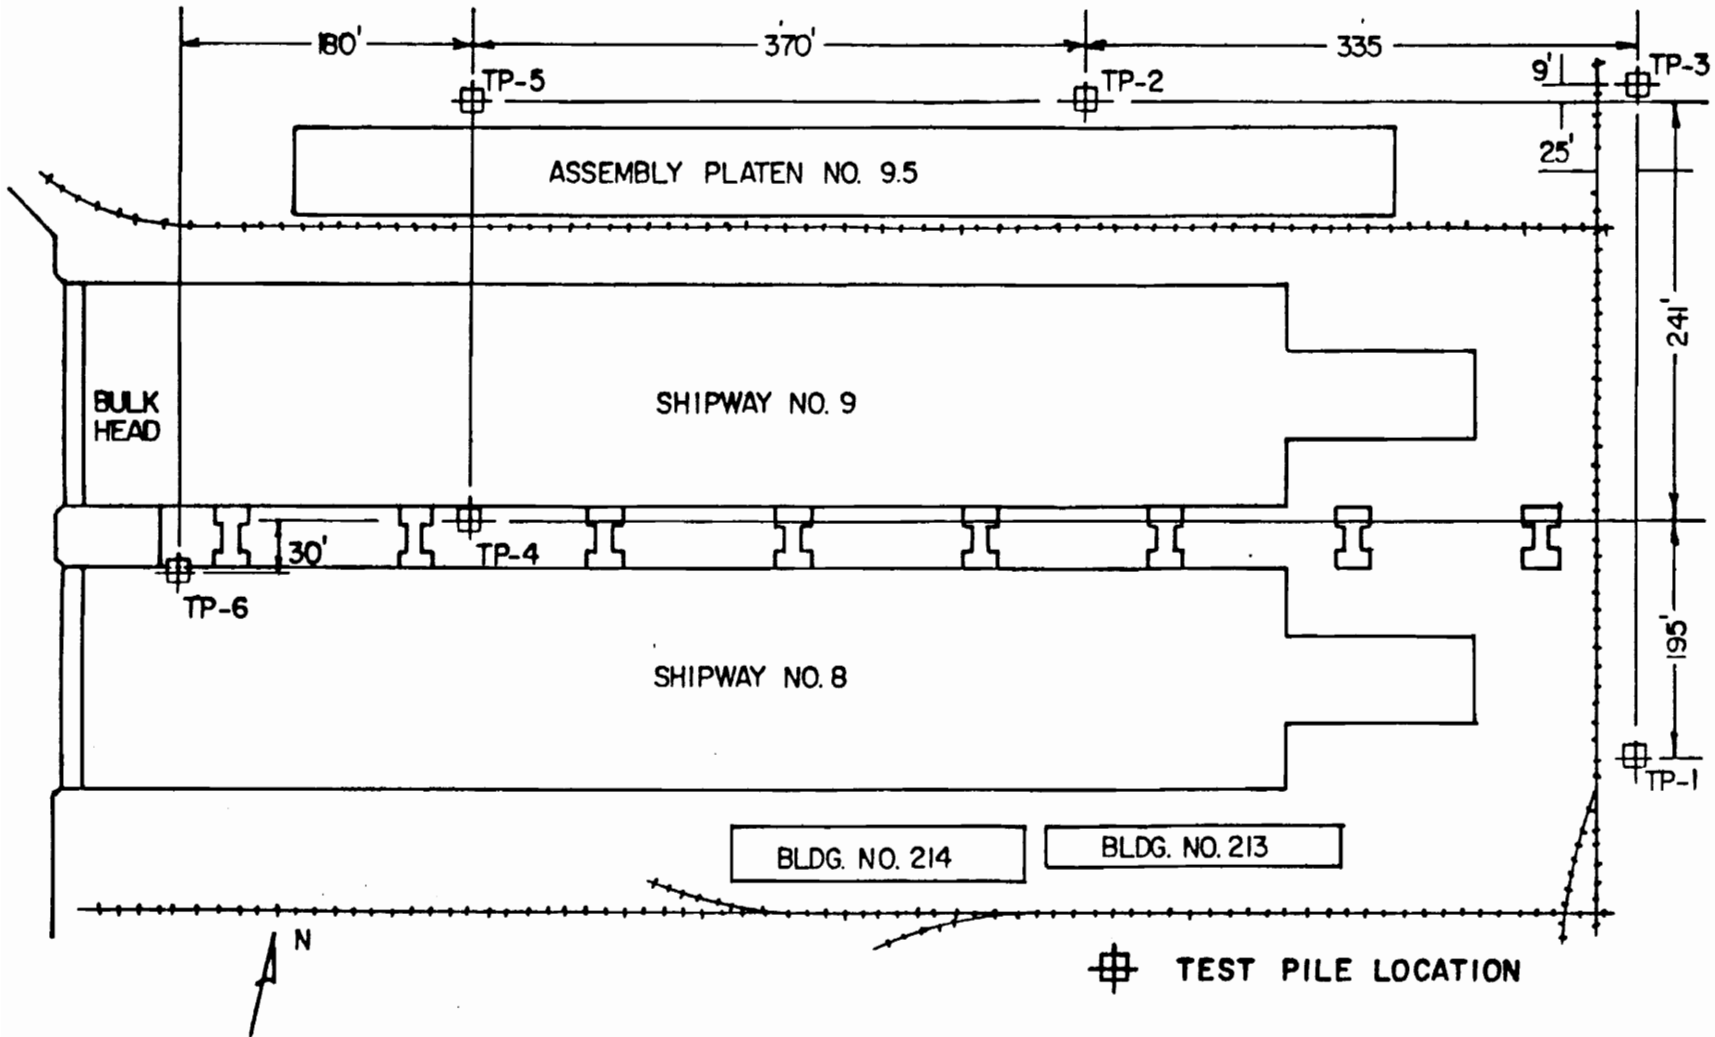 180' 370' 335
TP-5 TP-2 9' TP-3
25'
ASSEMBLY PLATEN NO. 9.5
241'
BULK
HEAD
SHIPWAY NO. 9
30' TP-4
TP-6
195'
SHIPWAY NO. 8
TP-1
BLDG. NO. 214 BLDG. NO. 213
N
TEST PILE LOCATION